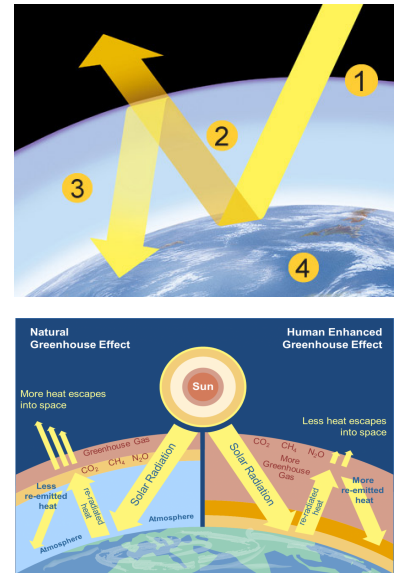 1
2
3
4
Natural
Greenhouse Effect
Human Enhanced
Greenhouse Effect
Sun
More heat escapes
into space
Less heat escapes
into space
Greenhouse Gas
CO₂ CH₄ N₂O
Less
re-emitted
heat
re-radiated
heat
Solar Radiation
Atmosphere
Atmosphere
CO₂ CH₄ N₂O
More
Greenhouse
Gas
Solar Radiation
More
re-emitted
heat
re-radiated
heat